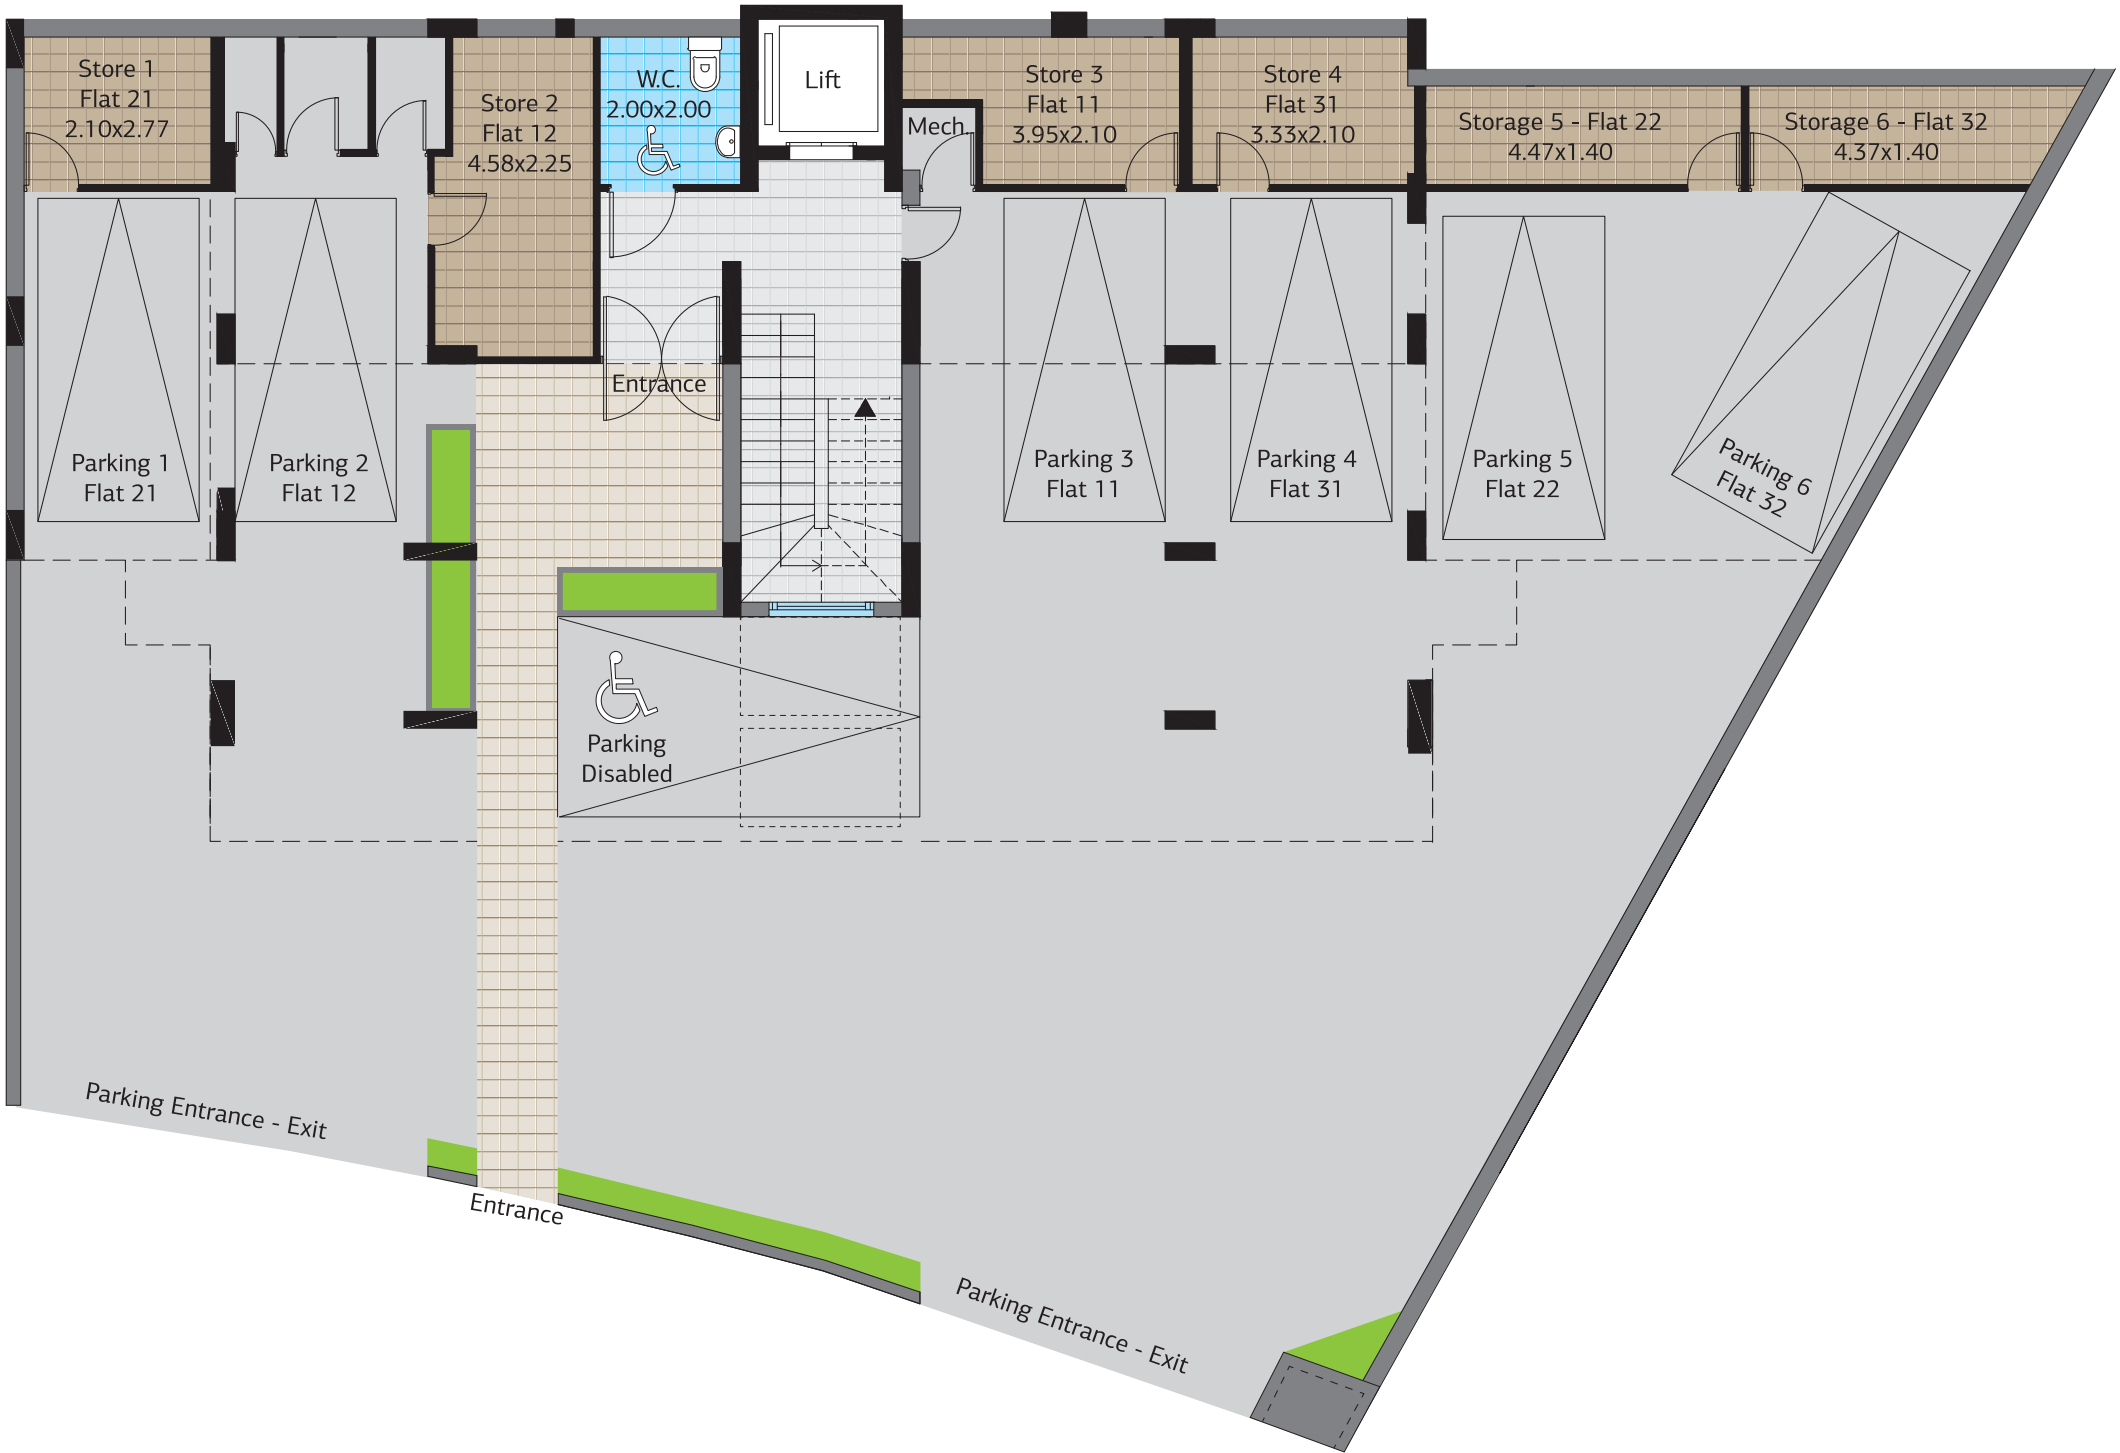 Store 1
Flat 21
2.10x2.77
Store 2
Flat 12
4.58x2.25
W.C.
2.00x2.00
Lift
Mech.
Store 3
Flat 11
3.95x2.10
Store 4
Flat 31
3.33x2.10
Storage 5 - Flat 22
4.47x1.40
Storage 6 - Flat 32
4.37x1.40
Entrance
Parking 1
Flat 21
Parking 2
Flat 12
Parking 3
Flat 11
Parking 4
Flat 31
Parking 5
Flat 22
Parking 6
Flat 32
Parking
Disabled
Parking Entrance - Exit
Entrance
Parking Entrance - Exit